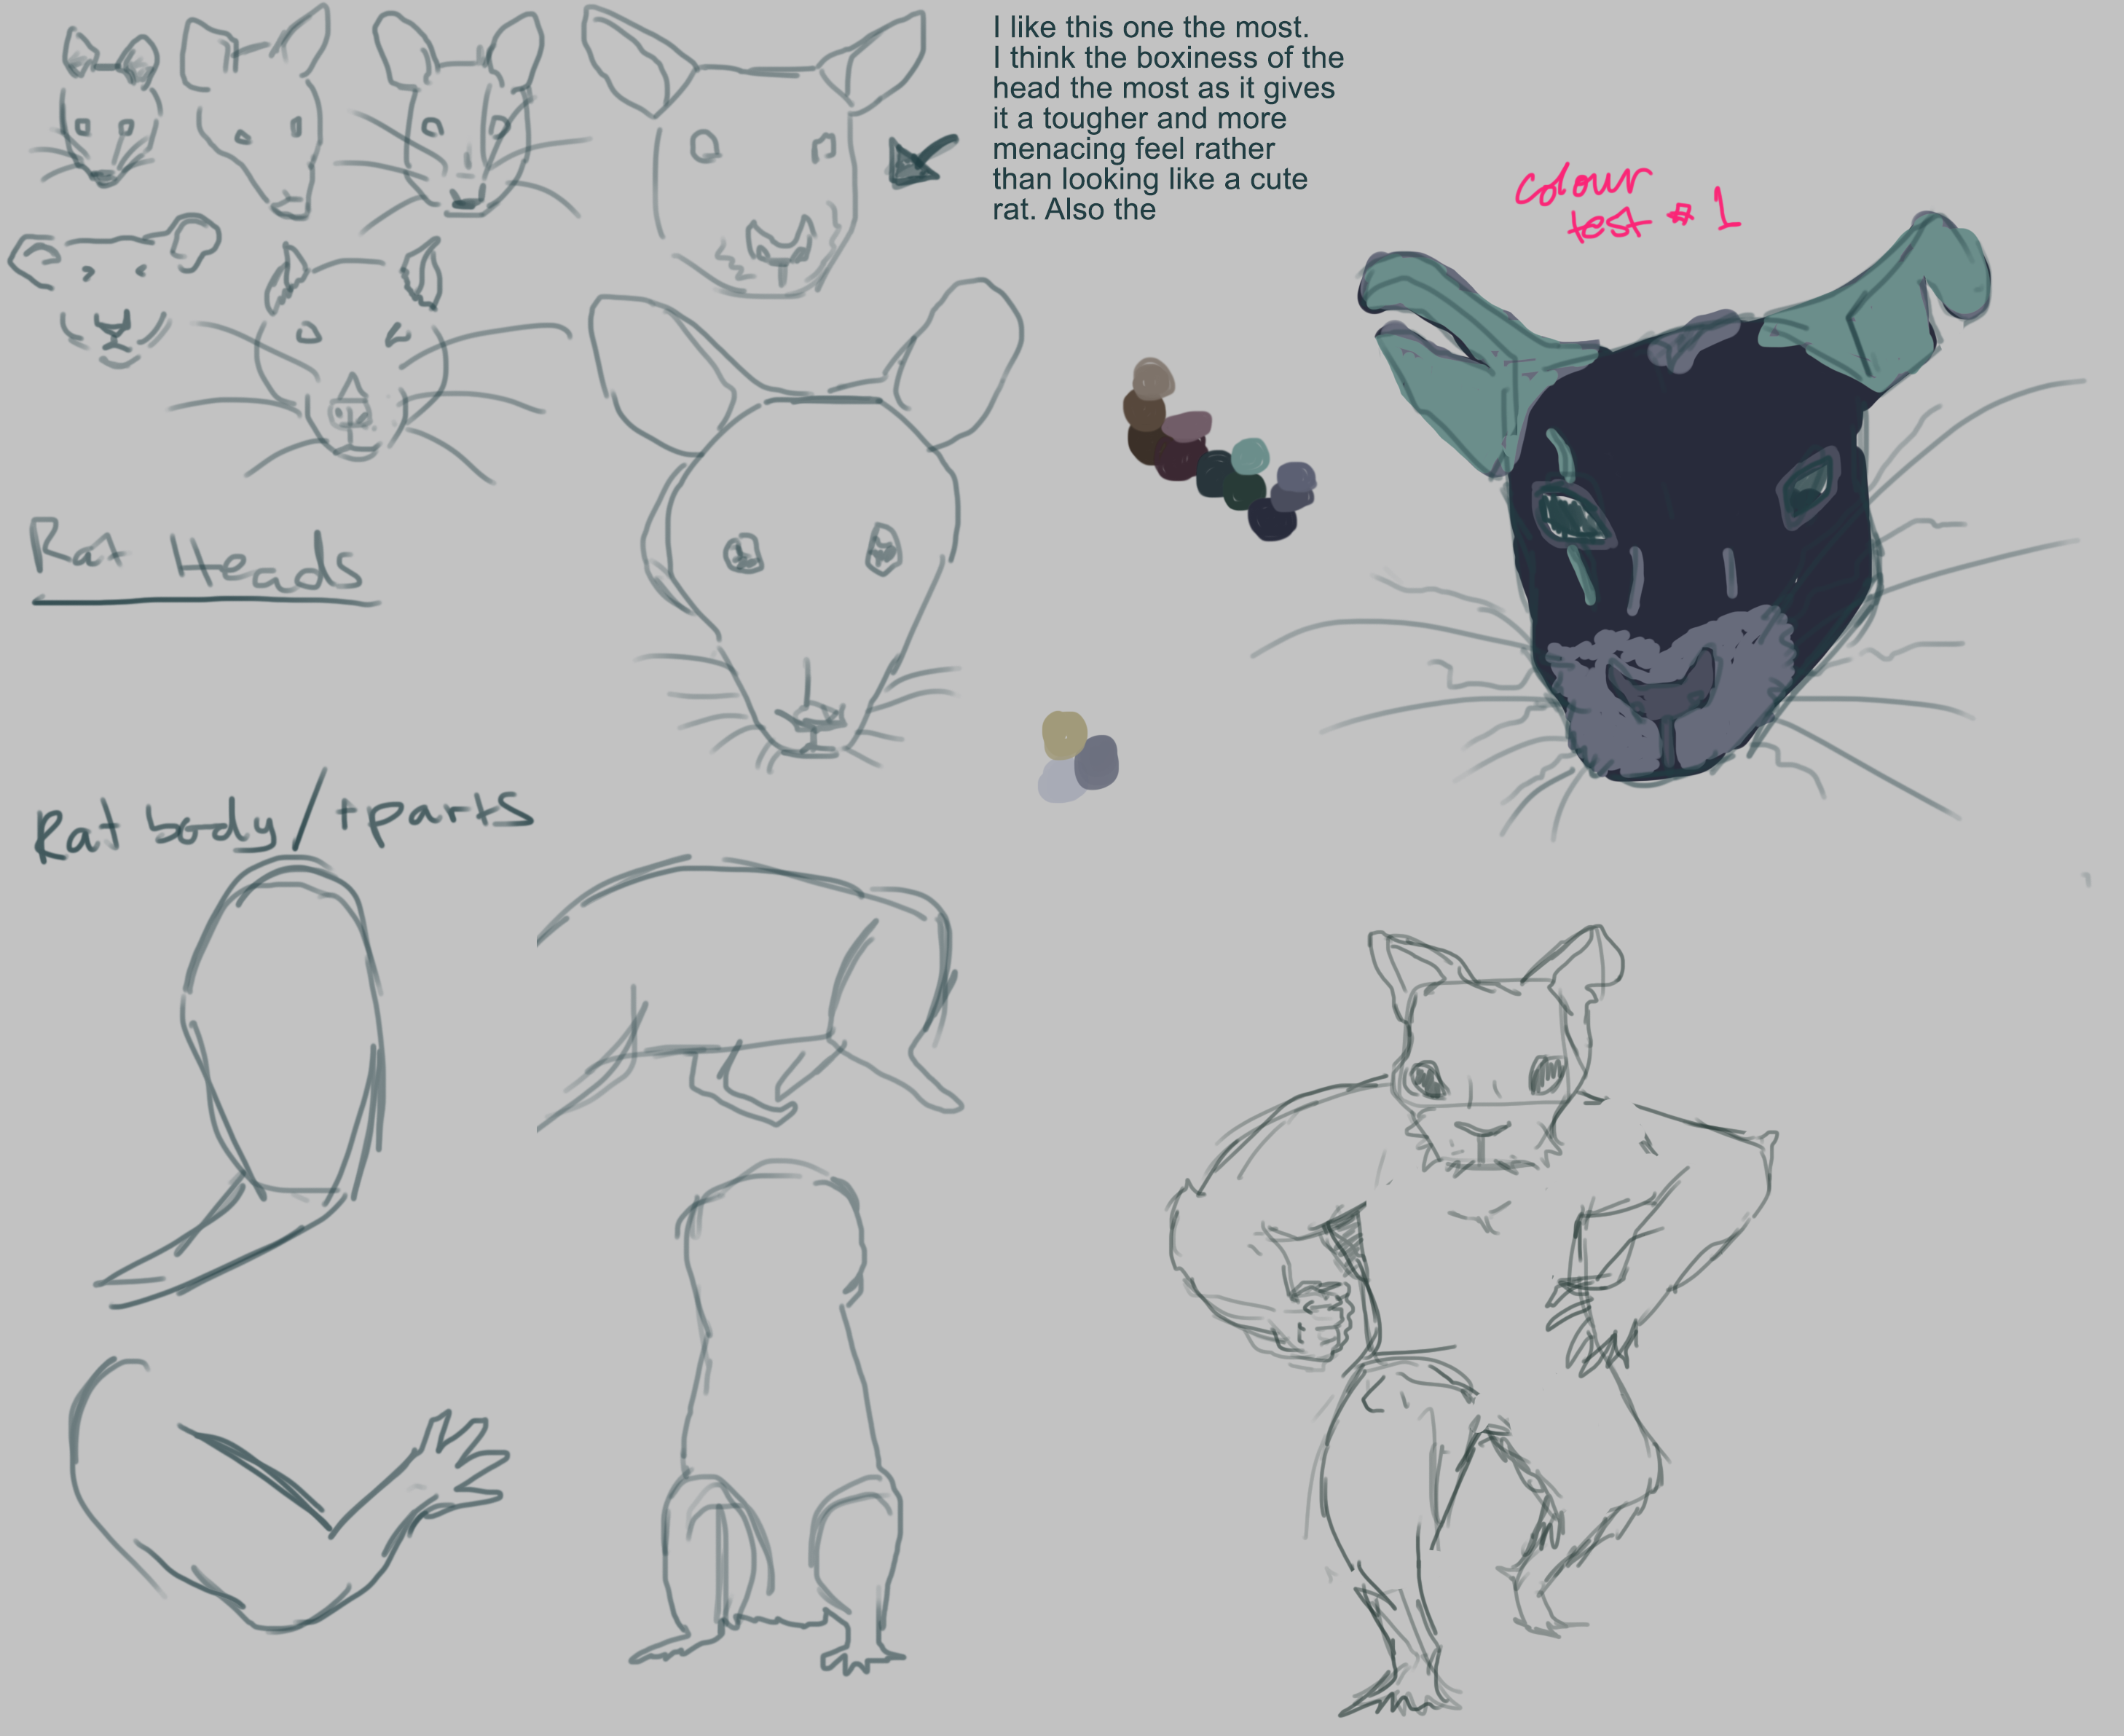 I like this one the most.
I think the boxiness of the
head the most as it gives
it a tougher and more
menacing feel rather
than looking like a cute
rat. Also the
colour
test #1
Rat Heads
Rat body/+parts